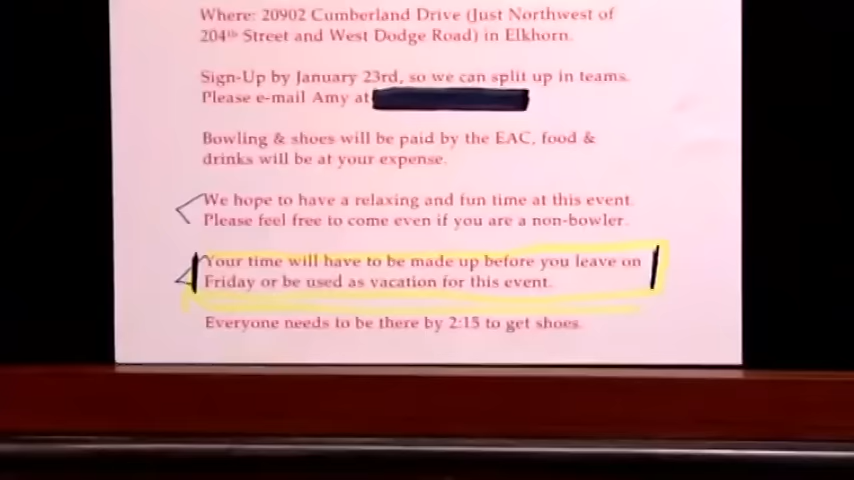 Where: 20902 Cumberland Drive (Just Northwest of
204th Street and West Dodge Road) in Elkhorn.
Sign-Up by January 23rd, so we can split up in teams.
Please e-mail Amy at
Bowling & shoes will be paid by the EAC, food &
drinks will be at your expense.
We hope to have a relaxing and fun time at this event.
Please feel free to come even if you are a non-bowler.
Your time will have to be made up before you leave on
Friday or be used as vacation for this event.
Everyone needs to be there by 2:15 to get shoes.